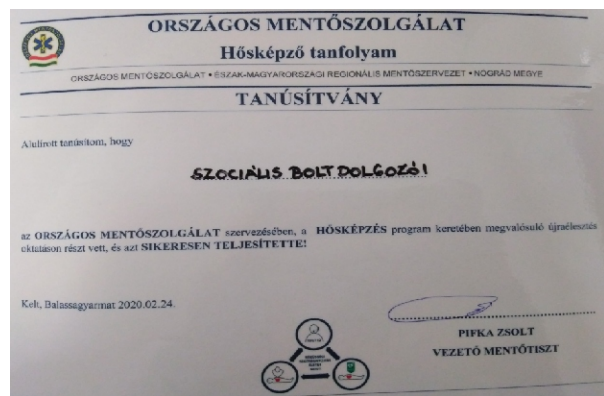 ORSZÁGOS MENTŐSZOLGÁLAT
Hősképző tanfolyam
ORSZÁGOS MENTŐSZOLGÁLAT • ÉSZAK-MAGYARORSZÁGI REGIONÁLIS MENTŐSZERVEZET • NÓGRÁD MEGYE
TANÚSÍTVÁNY
Alulírott tanúsítom, hogy
SZOCIÁLIS BOLT DOLGOZÓI
az ORSZÁGOS MENTŐSZOLGÁLAT szervezésében, a HŐSKÉPZÉS program keretében megvalósuló újraélesztés
oktatáson részt vett, és azt SIKERESEN TELJESÍTETTE!
Kelt, Balassagyarmat 2020.02.24.
PIFKA ZSOLT
VEZETŐ MENTŐTISZT